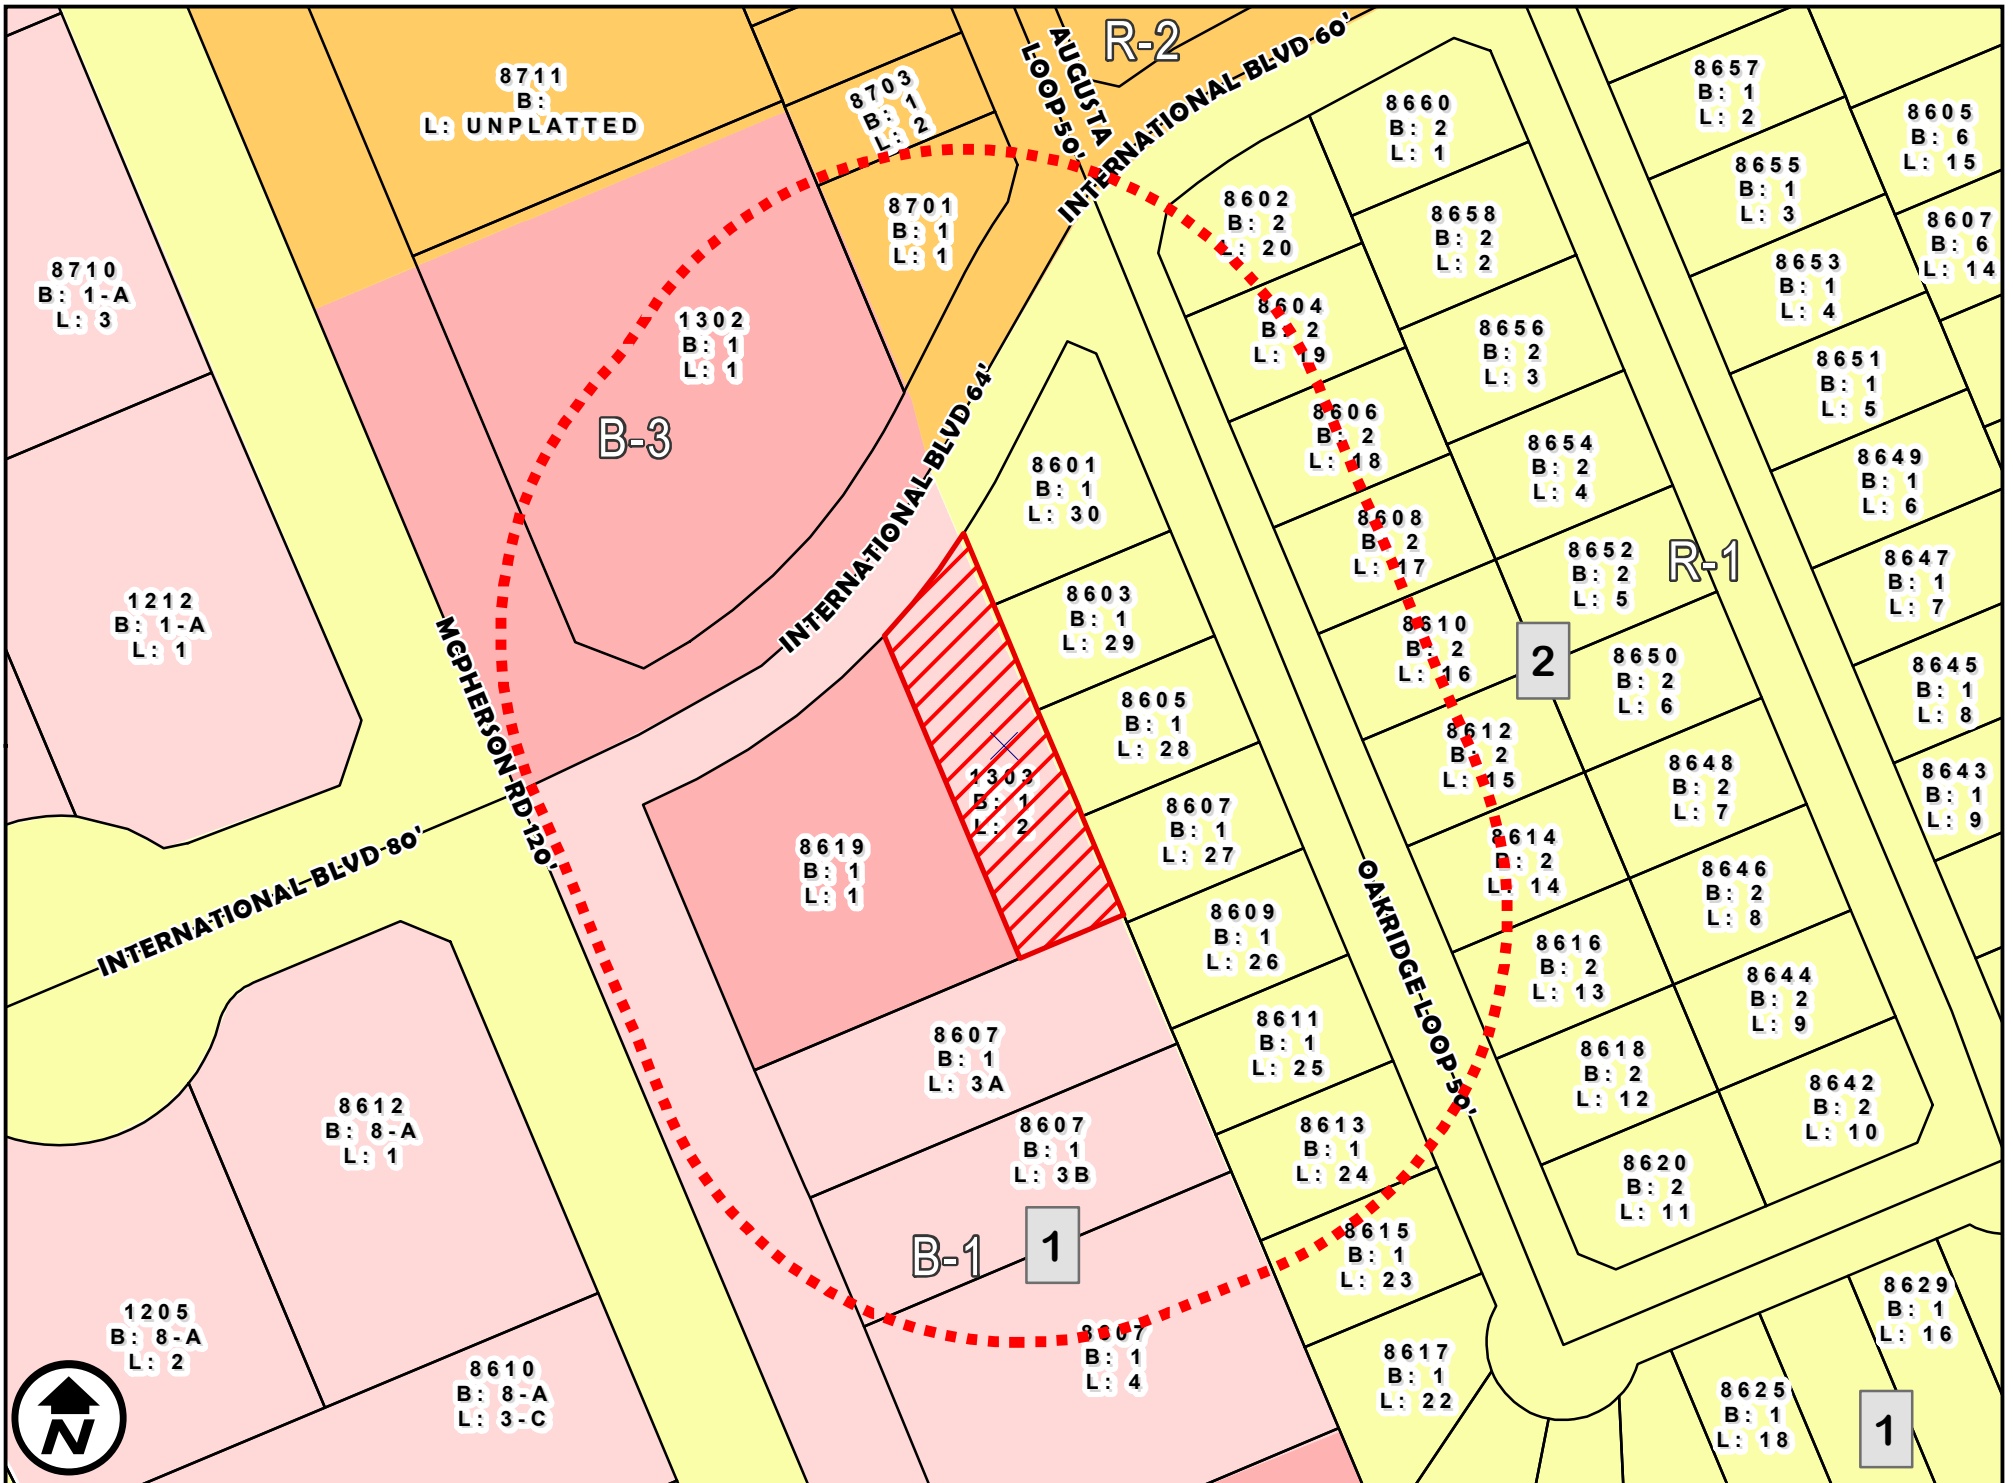 8711
B:
L: UNPLATTED
8703
B: 1
L: 2
AUGUSTA
LOOP-50'
R-2
INTERNATIONAL BLVD-60'
8660
B: 2
L: 1
8657
B: 1
L: 2
8605
B: 6
L: 15
8710
B: 1-A
L: 3
1302
B: 1
L: 1
8701
B: 1
L: 1
8602
B: 2
L: 20
8658
B: 2
L: 2
8655
B: 1
L: 3
8607
B: 6
L: 14
8653
B: 1
L: 4
8604
B: 2
L: 19
8656
B: 2
L: 3
8651
B: 1
L: 5
B-3
INTERNATIONAL BLVD-64'
8601
B: 1
L: 30
8606
B: 2
L: 18
8654
B: 2
L: 4
8649
B: 1
L: 6
8608
B: 2
L: 17
8652
B: 2
L: 5
R-1
8647
B: 1
L: 7
1212
B: 1-A
L: 1
8603
B: 1
L: 29
8610
B: 2
L: 16
2
8650
B: 2
L: 6
8645
B: 1
L: 8
MCPHERSON-RD-120'
8605
B: 1
L: 28
8612
B: 2
L: 15
8648
B: 2
L: 7
8643
B: 1
L: 9
1303
B: 1
L: 2
8607
B: 1
L: 27
8619
B: 1
L: 1
8614
B: 2
L: 14
8646
B: 2
L: 8
INTERNATIONAL-BLVD-80'
8609
B: 1
L: 26
OAKRIDGE-LOOP-50'
8616
B: 2
L: 13
8644
B: 2
L: 9
8607
B: 1
L: 3A
8611
B: 1
L: 25
8618
B: 2
L: 12
8642
B: 2
L: 10
8612
B: 8-A
L: 1
8607
B: 1
L: 3B
8613
B: 1
L: 24
8620
B: 2
L: 11
B-1
1
8615
B: 1
L: 23
1205
B: 8-A
L: 2
8607
B: 1
L: 4
8629
B: 1
L: 16
8610
B: 8-A
L: 3-C
8617
B: 1
L: 22
8625
B: 1
L: 18
1
N